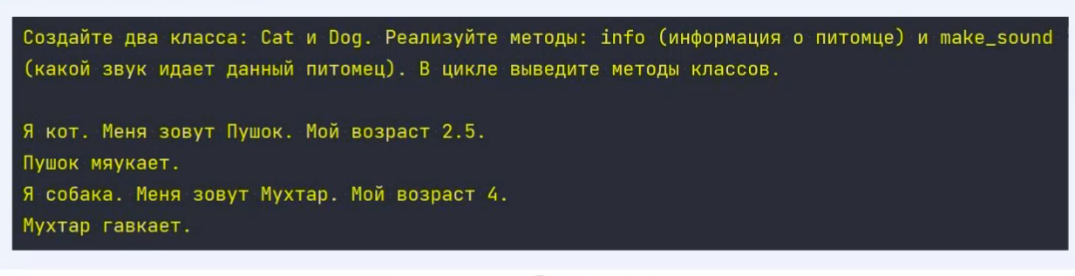 Создайте два класса: Cat и Dog. Реализуйте методы: info (информация о питомце) и make_sound
(какой звук идает данный питомец). В цикле выведите методы классов.
Я кот. Меня зовут Пушок. Мой возраст 2.5.
Пушок мяукает.
Я собака. Меня зовут Мухтар. Мой возраст 4.
Мухтар гавкает.